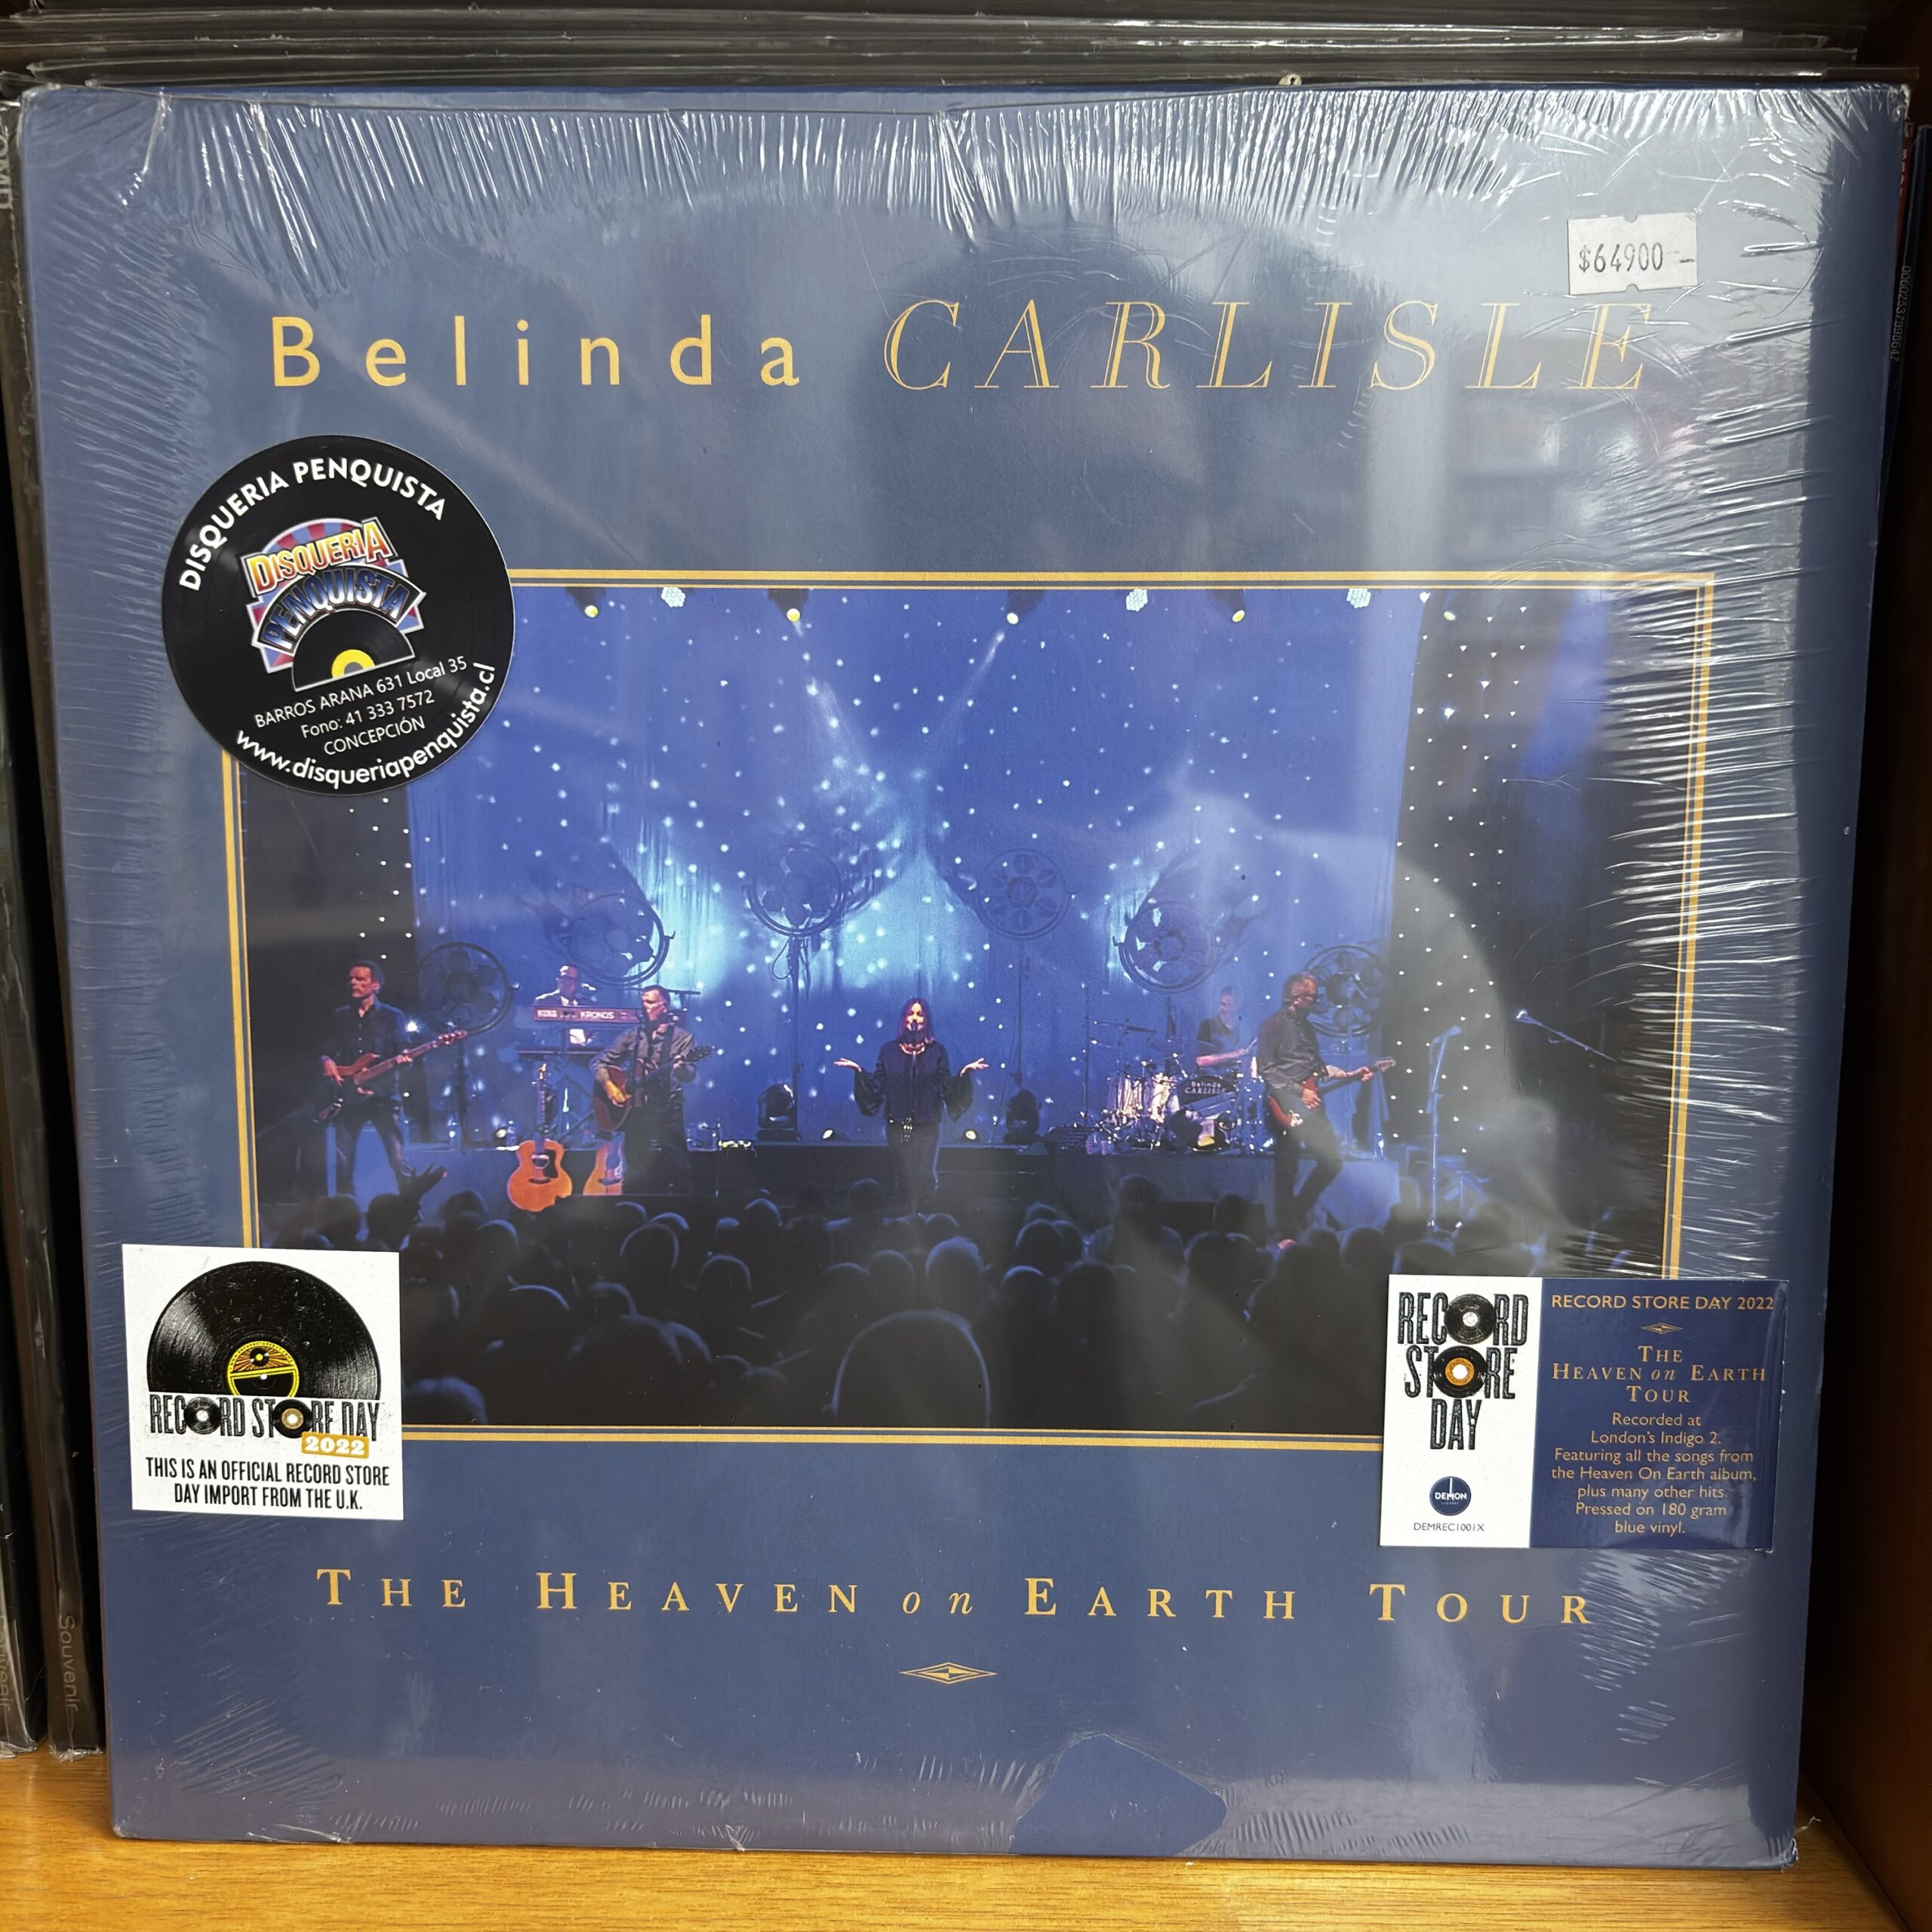 $64900.-
Belinda CARLISLE
DISQUERIA PENQUISTA
DISQUERIA
PENQUISTA
BARROS ARANA 631 Local 35
Fono: 41 333 7572
CONCEPCIÓN
www.disqueriapenquista.cl
KORG KRONOS
Belinda
CARLISLE
RECORD STORE DAY
2022
THIS IS AN OFFICIAL RECORD STORE
DAY IMPORT FROM THE U.K.
RECORD
STORE
DAY
DEMON
DEMREC1001X
RECORD STORE DAY 2022
THE
HEAVEN on EARTH
TOUR
Recorded at
London's Indigo 2.
Featuring all the songs from
the Heaven On Earth album,
plus many other hits.
Pressed on 180 gram
blue vinyl.
THE HEAVEN on EARTH TOUR
Souvenir